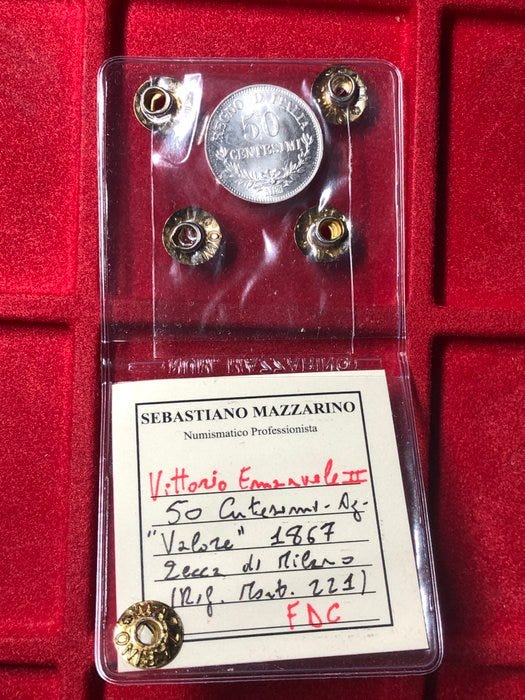 REGNO D'ITALIA
50
CENTESIMI
SEBASTIANO MAZZARINO
Numismatico Professionista
Vittorio Emanuele II
50 Centesimi - Ag.
"Valore" 1867
Zecca di Milano
(Rif. Mont. 221)
FDC